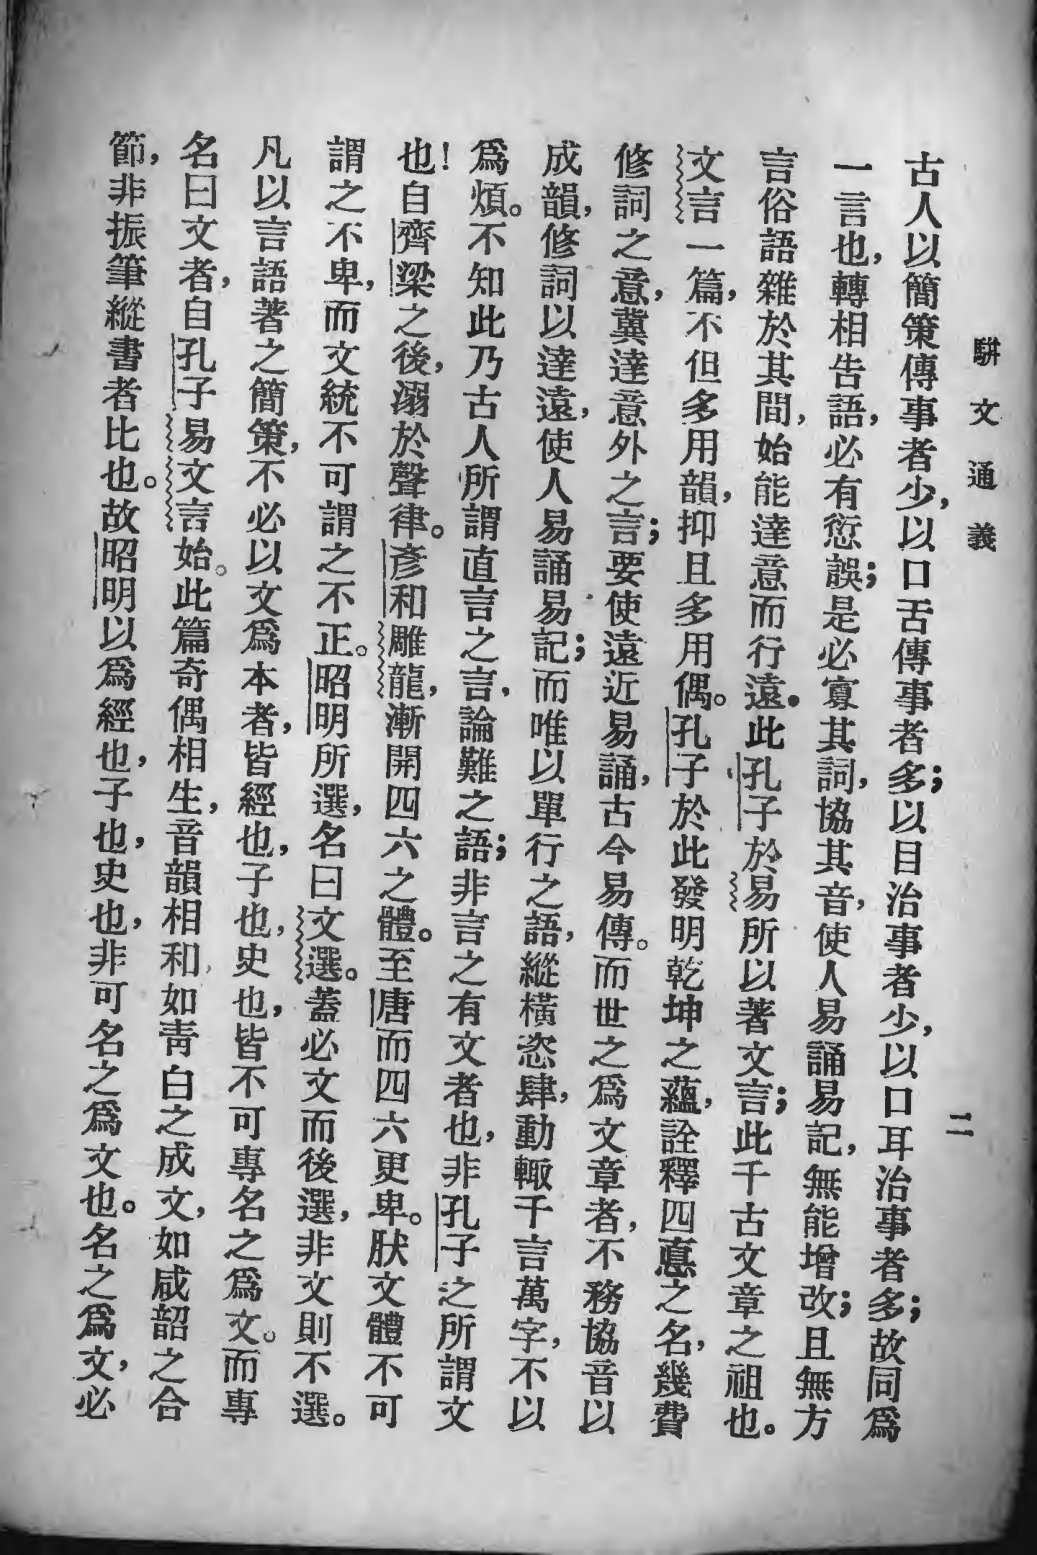 駢文通義
二
古人以簡策傳事者少，以口舌傳事者多；以目治事者少，以口耳治事者多；故同爲
一言也，轉相告語，必有愆誤；是必寡其詞，協其音，使人易誦易記，無能增改；且無方
言俗語雜於其間，始能達意而行遠。此孔子於易所以著文言；此千古文章之祖也。
文言一篇，不但多用韻，抑且多用偶。孔子於此發明乾坤之蘊，詮釋四悳之名，幾費
修詞之意，冀達意外之言；要使遠近易誦，古今易傳。而世之爲文章者，不務協音以
成韻，修詞以達遠，使人易誦易記；而唯以單行之語，縱橫恣肆，動輒千言萬字，不以
爲煩。不知此乃古人所謂直言之言，論難之語；非言之有文者也，非孔子之所謂文
也！自齊梁之後，溺於聲律。彥和雕龍，漸開四六之體。至唐而四六更卑。肰文體不可
謂之不卑，而文統不可謂之不正。昭明所選，名曰文選。蓋必文而後選，非文則不選。
凡以言語著之簡策，不必以文爲本者，皆經也，子也，史也，皆不可專名之爲文。而專
名曰文者，自孔子易文言始。此篇奇偶相生，音韻相和，如靑白之成文，如咸韶之合
節，非振筆縱書者比也。故昭明以爲經也，子也，史也，非可名之爲文也。名之爲文，必